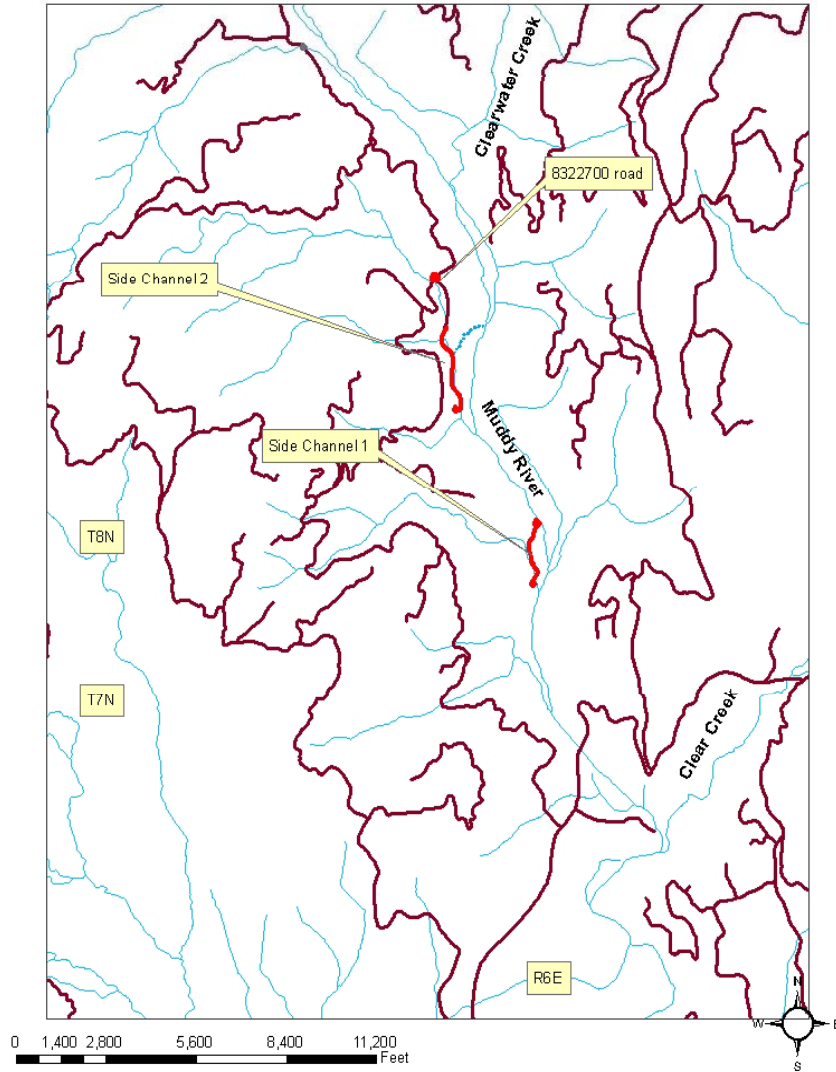 Clearwater Creek
8322700 road
Side Channel 2
Muddy River
Side Channel 1
T8N
T7N
Clear Creek
R6E
N
W
E
S
0 1,400 2,800 5,600 8,400 11,200
Feet